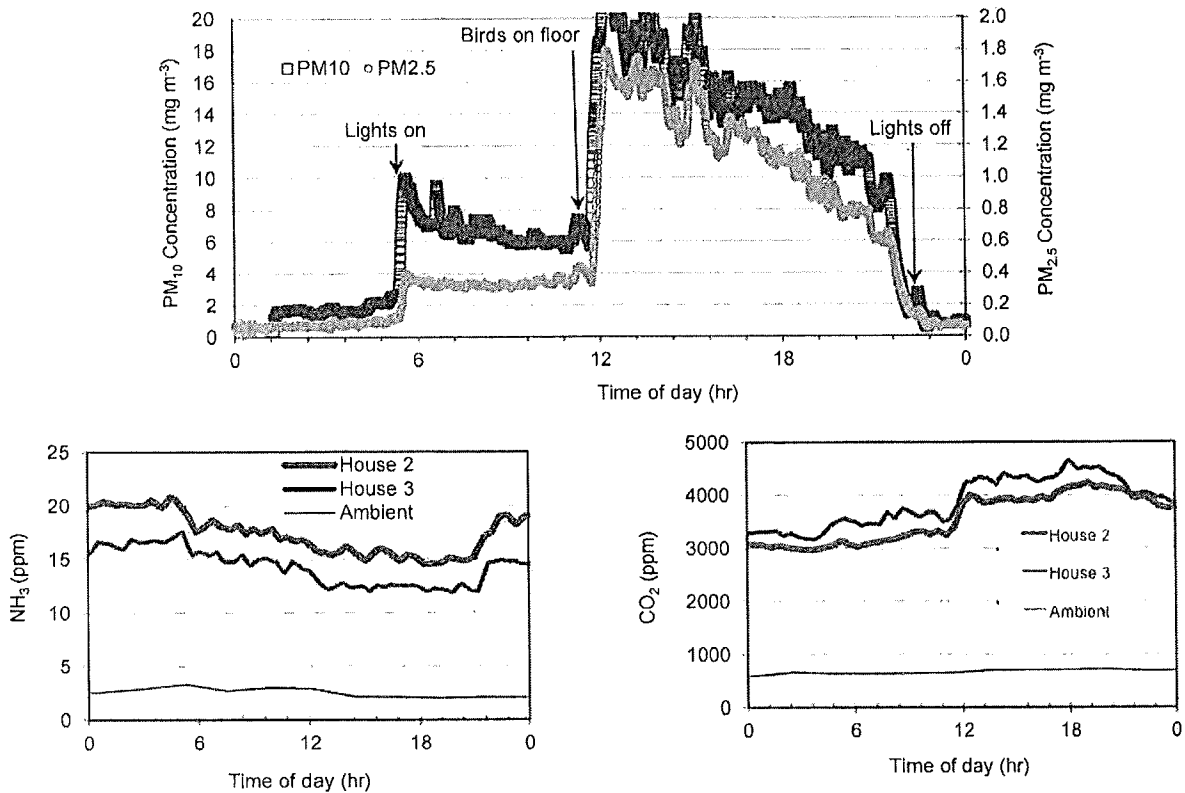 PM10 PM2.5
Lights on
Birds on floor
Lights off
PM₁₀ Concentration (mg m⁻³)
20
18
16
14
12
10
8
6
4
2
0
PM₂.₅ Concentration (mg m⁻³)
2.0
1.8
1.6
1.4
1.2
1.0
0.8
0.6
0.4
0.2
0.0
0 6 12 18 0
Time of day (hr)
NH₃ (ppm)
25
20
15
10
5
0
House 2
House 3
Ambient
0 6 12 18 0
Time of day (hr)
CO₂ (ppm)
5000
4000
3000
2000
1000
0
House 2
House 3
Ambient
0 6 12 18 0
Time of day (hr)